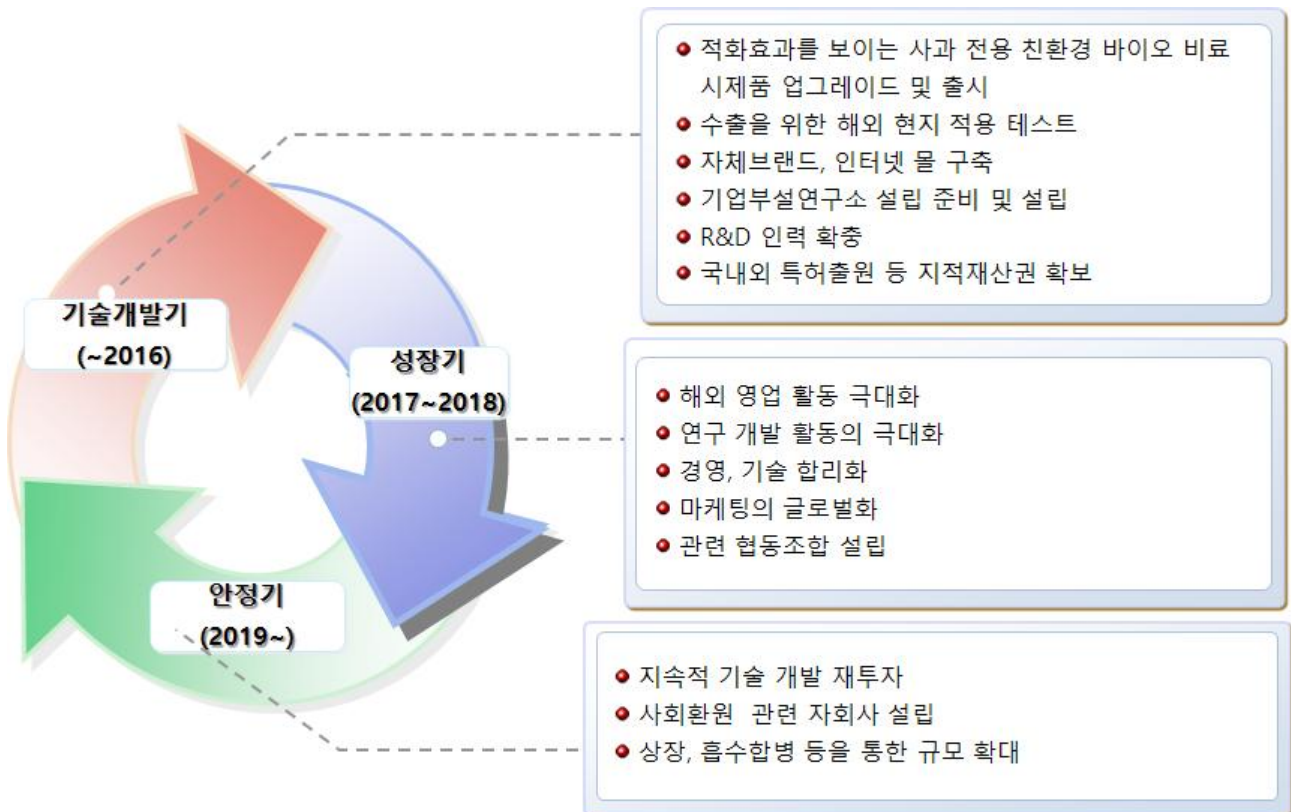 적화효과를 보이는 사과 전용 친환경 바이오 비료
시제품 업그레이드 및 출시
수출을 위한 해외 현지 적용 테스트
자체브랜드, 인터넷 몰 구축
기업부설연구소 설립 준비 및 설립
R&D 인력 확충
국내외 특허출원 등 지적재산권 확보
기술개발기
(~2016)
성장기
(2017~2018)
해외 영업 활동 극대화
연구 개발 활동의 극대화
경영, 기술 합리화
마케팅의 글로벌화
관련 협동조합 설립
안정기
(2019~)
지속적 기술 개발 재투자
사회환원 관련 자회사 설립
상장, 흡수합병 등을 통한 규모 확대